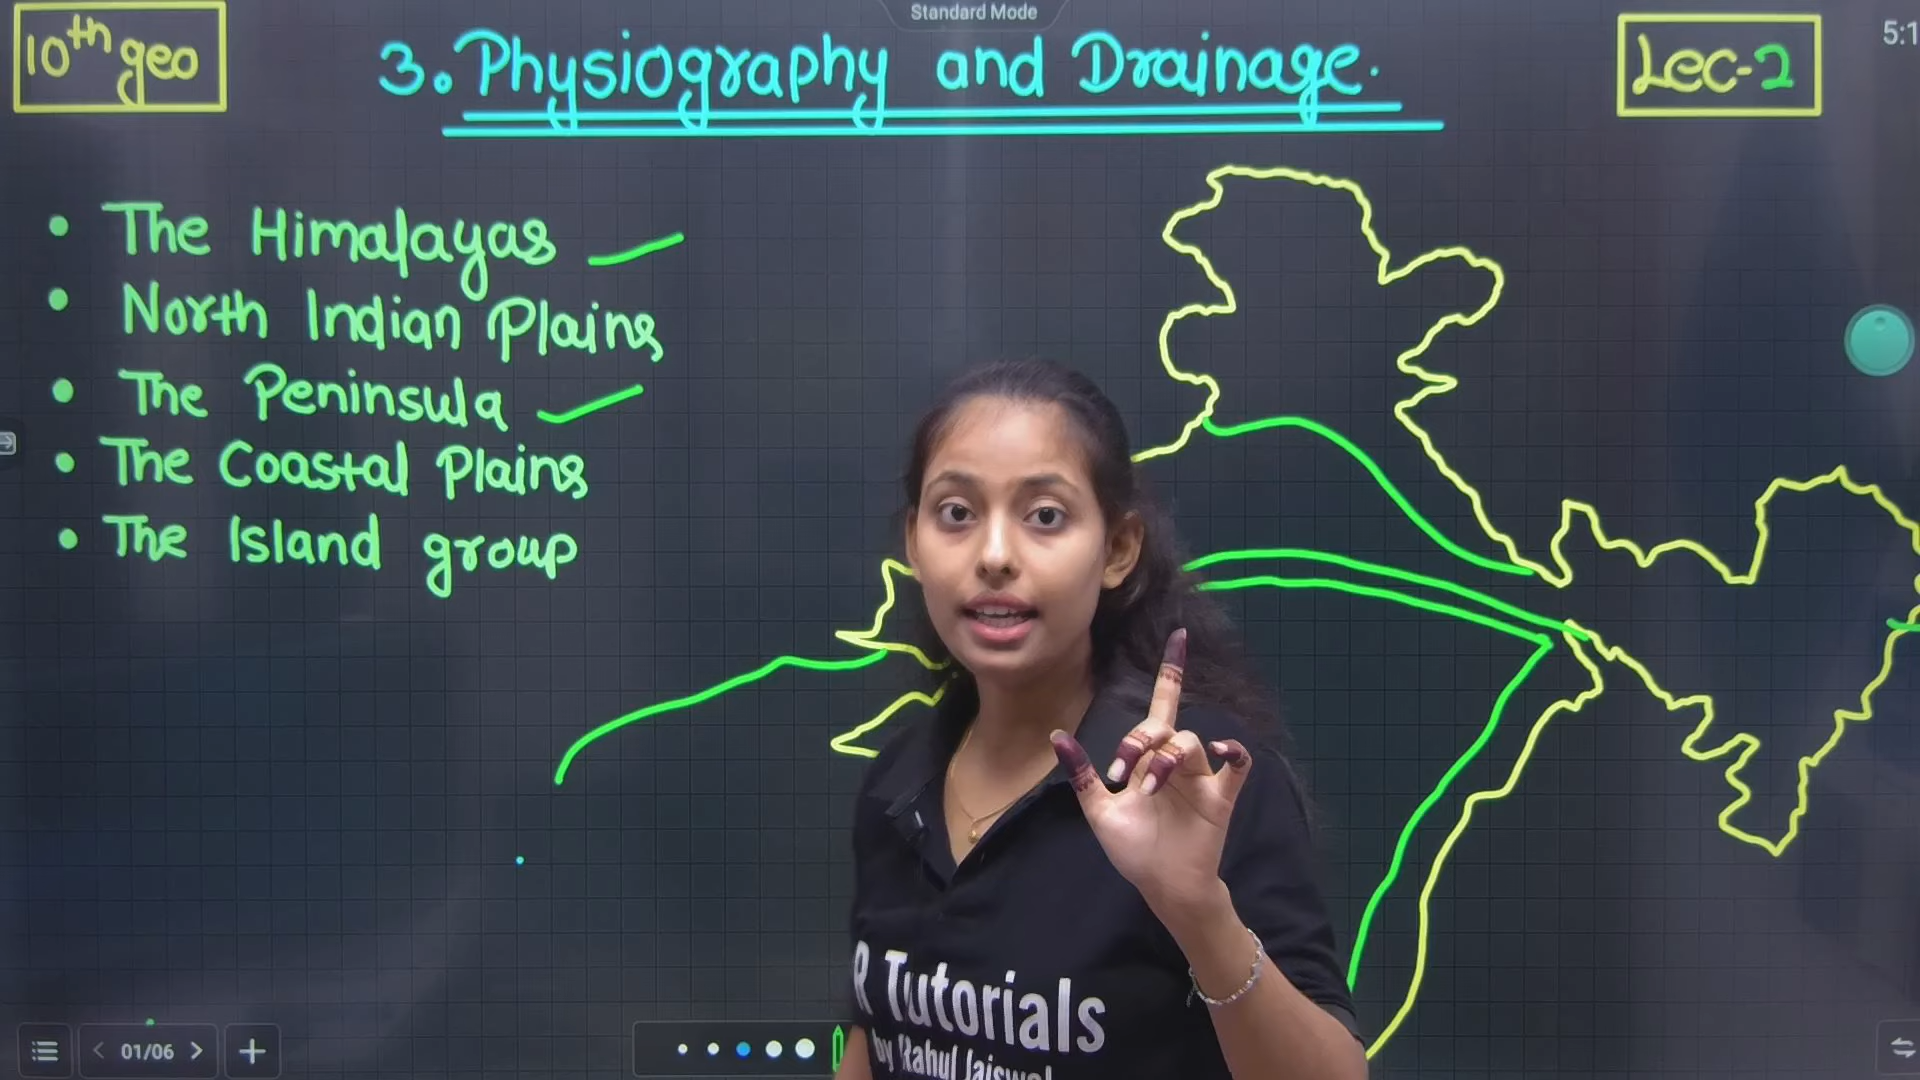 Standard Mode
5:1
10th geo
3. Physiography and Drainage.
Lec-2
• The Himalayas
• North Indian Plains
• The Peninsula
• The Coastal Plains
• The Island group
R Tutorials
by Rahul Jaiswal
01/06